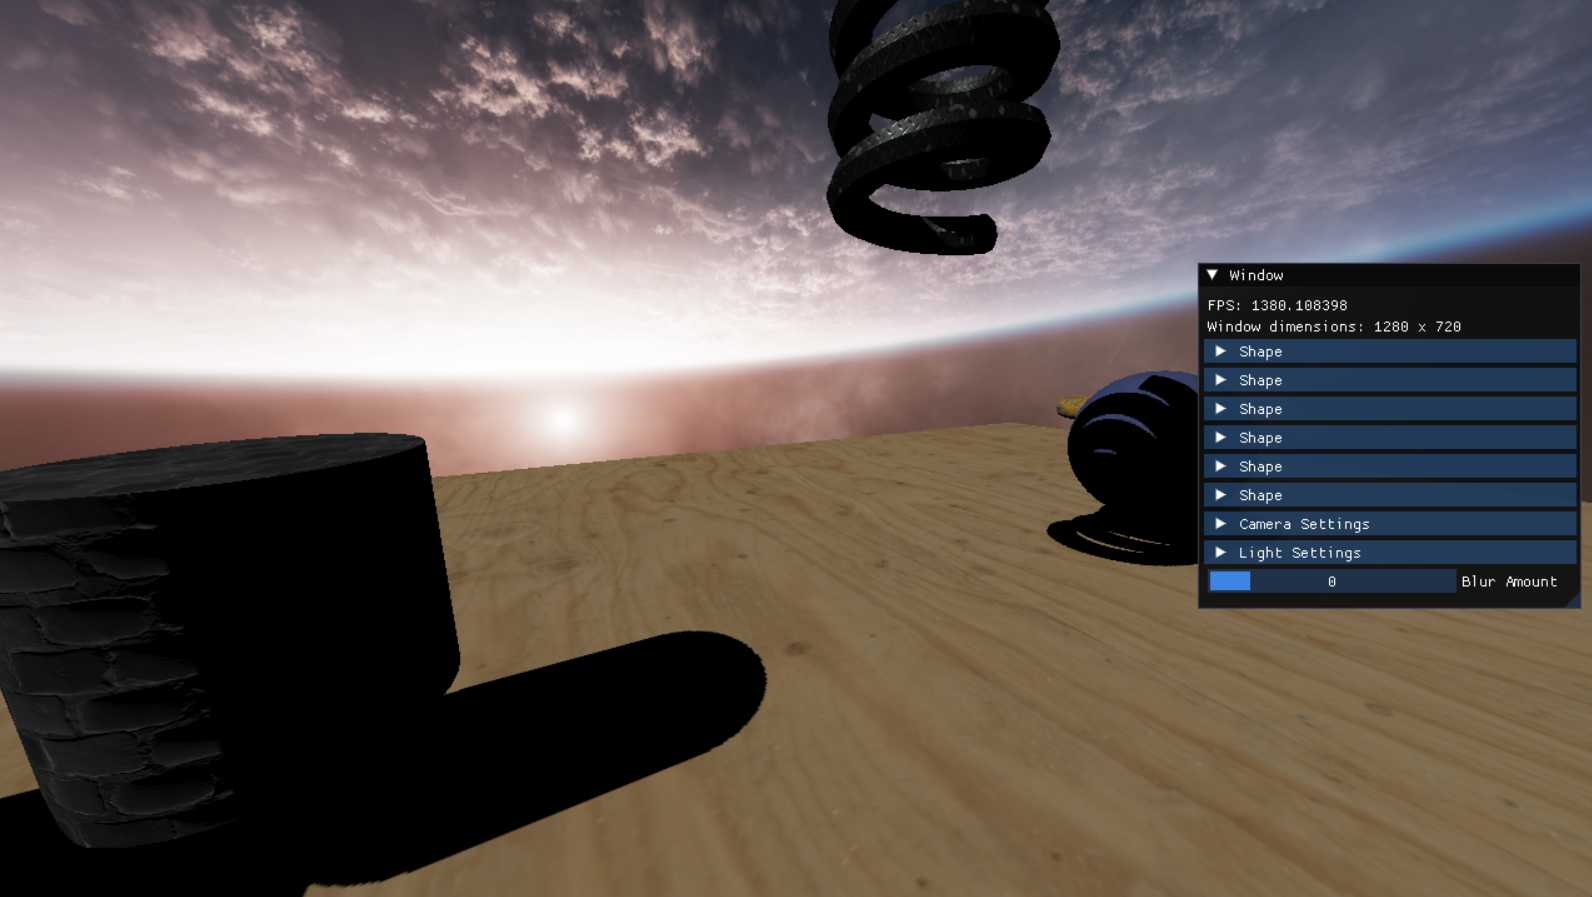 Window
FPS: 1380.108398
Window dimensions: 1280 x 720
Shape
Shape
Shape
Shape
Shape
Shape
Camera Settings
Light Settings
0 Blur Amount